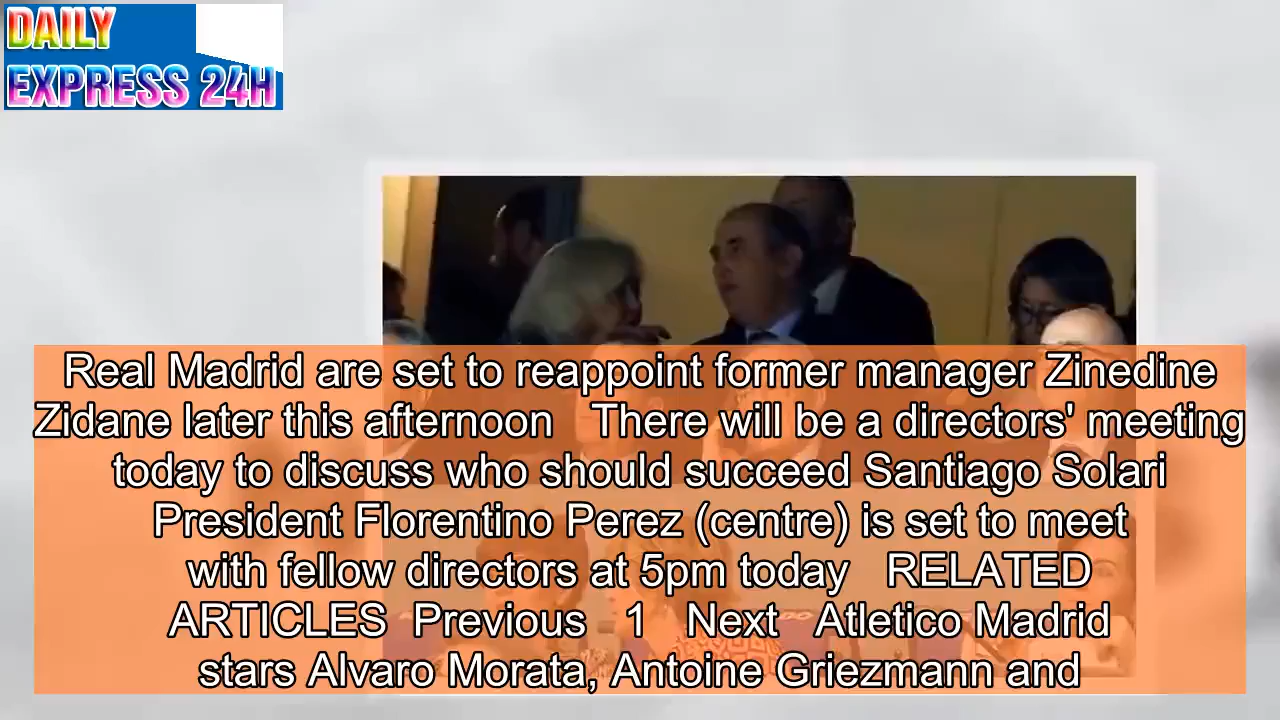 DAILY
EXPRESS 24H
Real Madrid are set to reappoint former manager Zinedine
Zidane later this afternoon   There will be a directors' meeting
today to discuss who should succeed Santiago Solari
President Florentino Perez (centre) is set to meet
with fellow directors at 5pm today   RELATED
ARTICLES  Previous   1   Next   Atletico Madrid
stars Alvaro Morata, Antoine Griezmann and